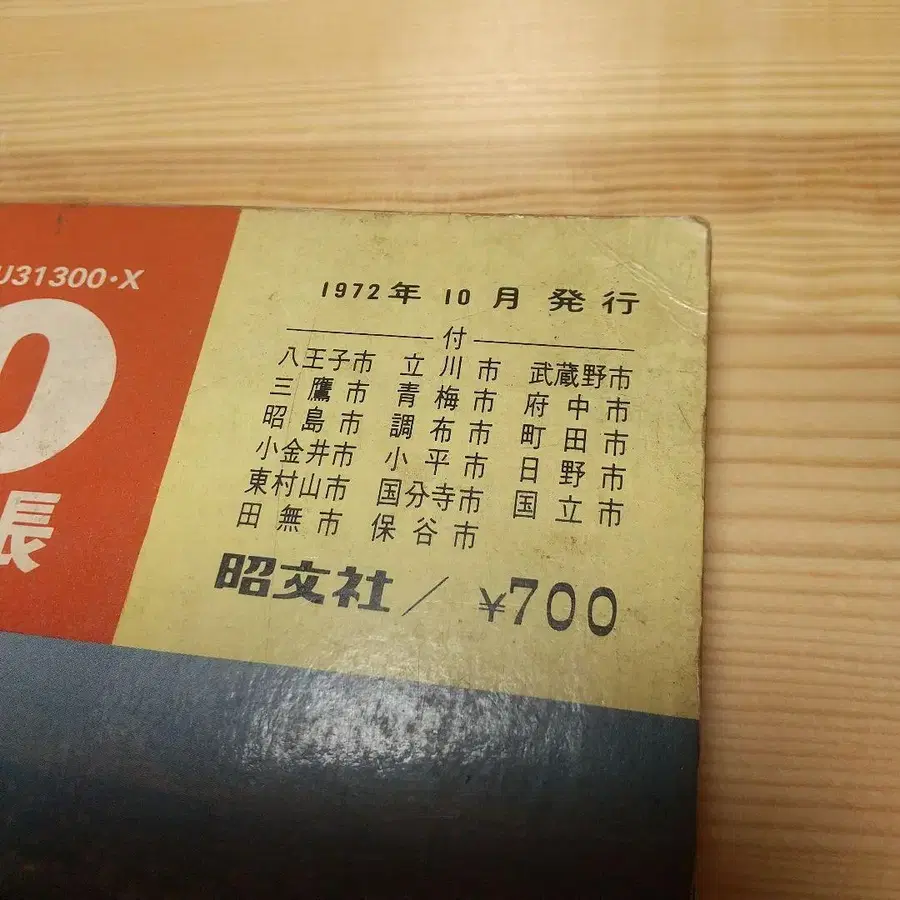 U31300・X
0
長
1972年 10月 発行
付
八王子市 立川市 武蔵野市
三鷹市 青梅市 府中市
昭島市 調布市 町田市
小金井市 小平市 日野市
東村山市 国分寺市 国立市
田無市 保谷市
昭文社 / ¥700